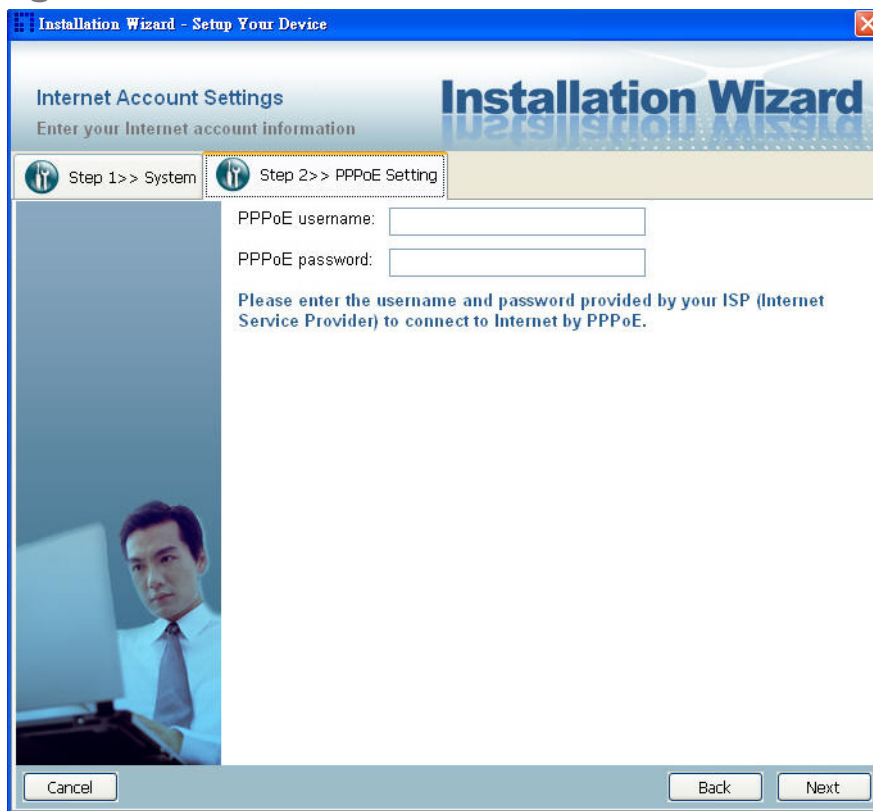 Installation Wizard - Setup Your Device
Internet Account Settings
Enter your Internet account information
Installation Wizard
Step 1>> System
Step 2>> PPPoE Setting
PPPoE username:
PPPoE password:
Please enter the username and password provided by your ISP (Internet
Service Provider) to connect to Internet by PPPoE.
Cancel
Back
Next